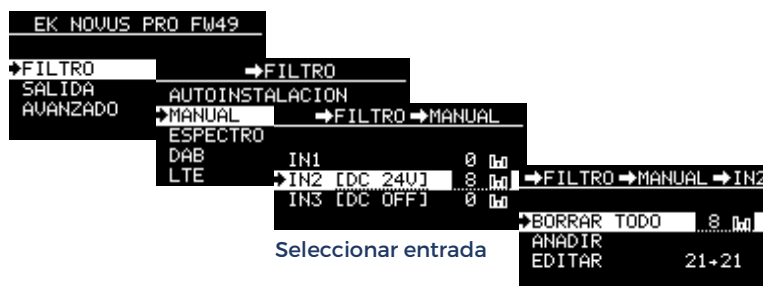 EK NOVUS PRO FW49
➔FILTRO
SALIDA
AVANZADO
➔FILTRO
AUTOINSTALACION
➔MANUAL
ESPECTRO
DAB
LTE
➔FILTRO➔MANUAL
IN1 0
➔IN2 [DC 24V] 8
IN3 [DC OFF] 0
Seleccionar entrada
➔FILTRO➔MANUAL➔IN2
➔BORRAR TODO 8
ANADIR
EDITAR 21→21